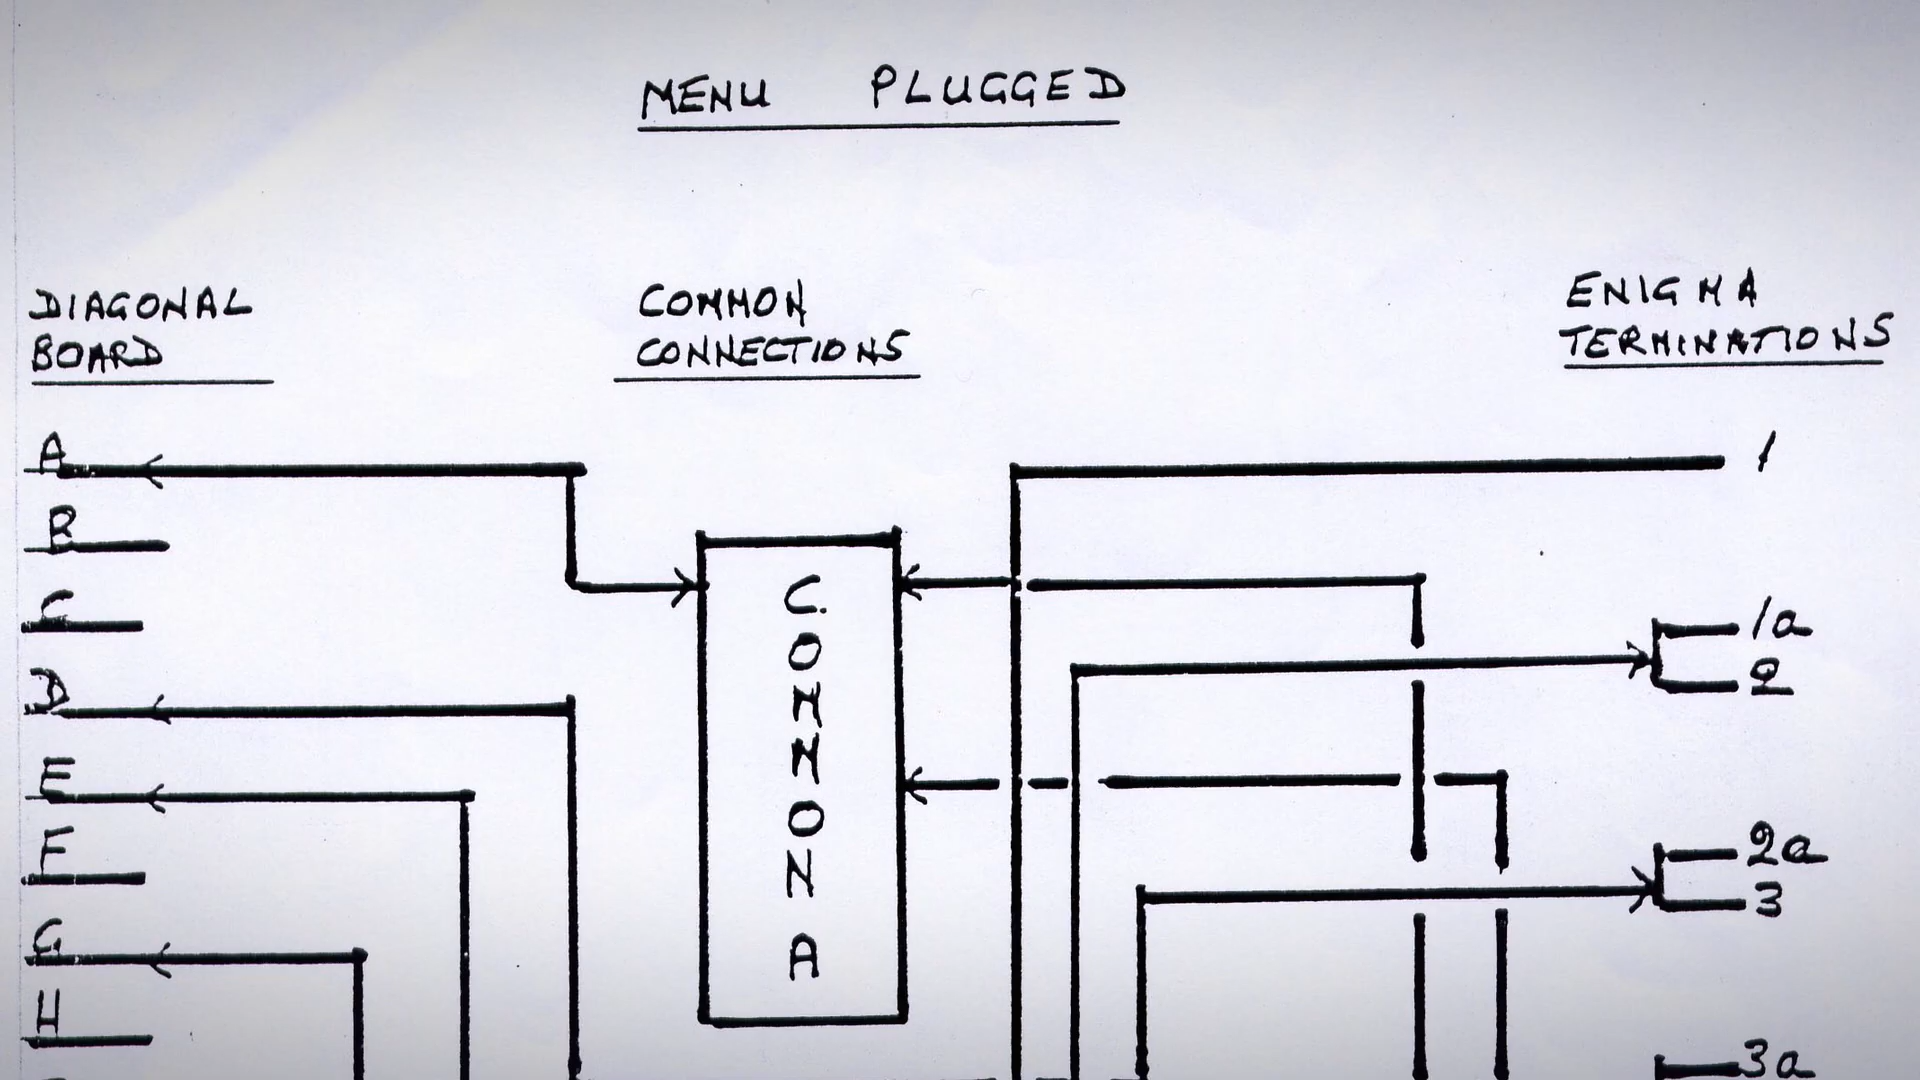 MENU PLUGGED
DIAGONAL
BOARD
COMMON
CONNECTIONS
ENIGMA
TERMINATIONS
A
B
C
D
E
F
G
H
COMMON A
1
1a
2
2a
3
3a